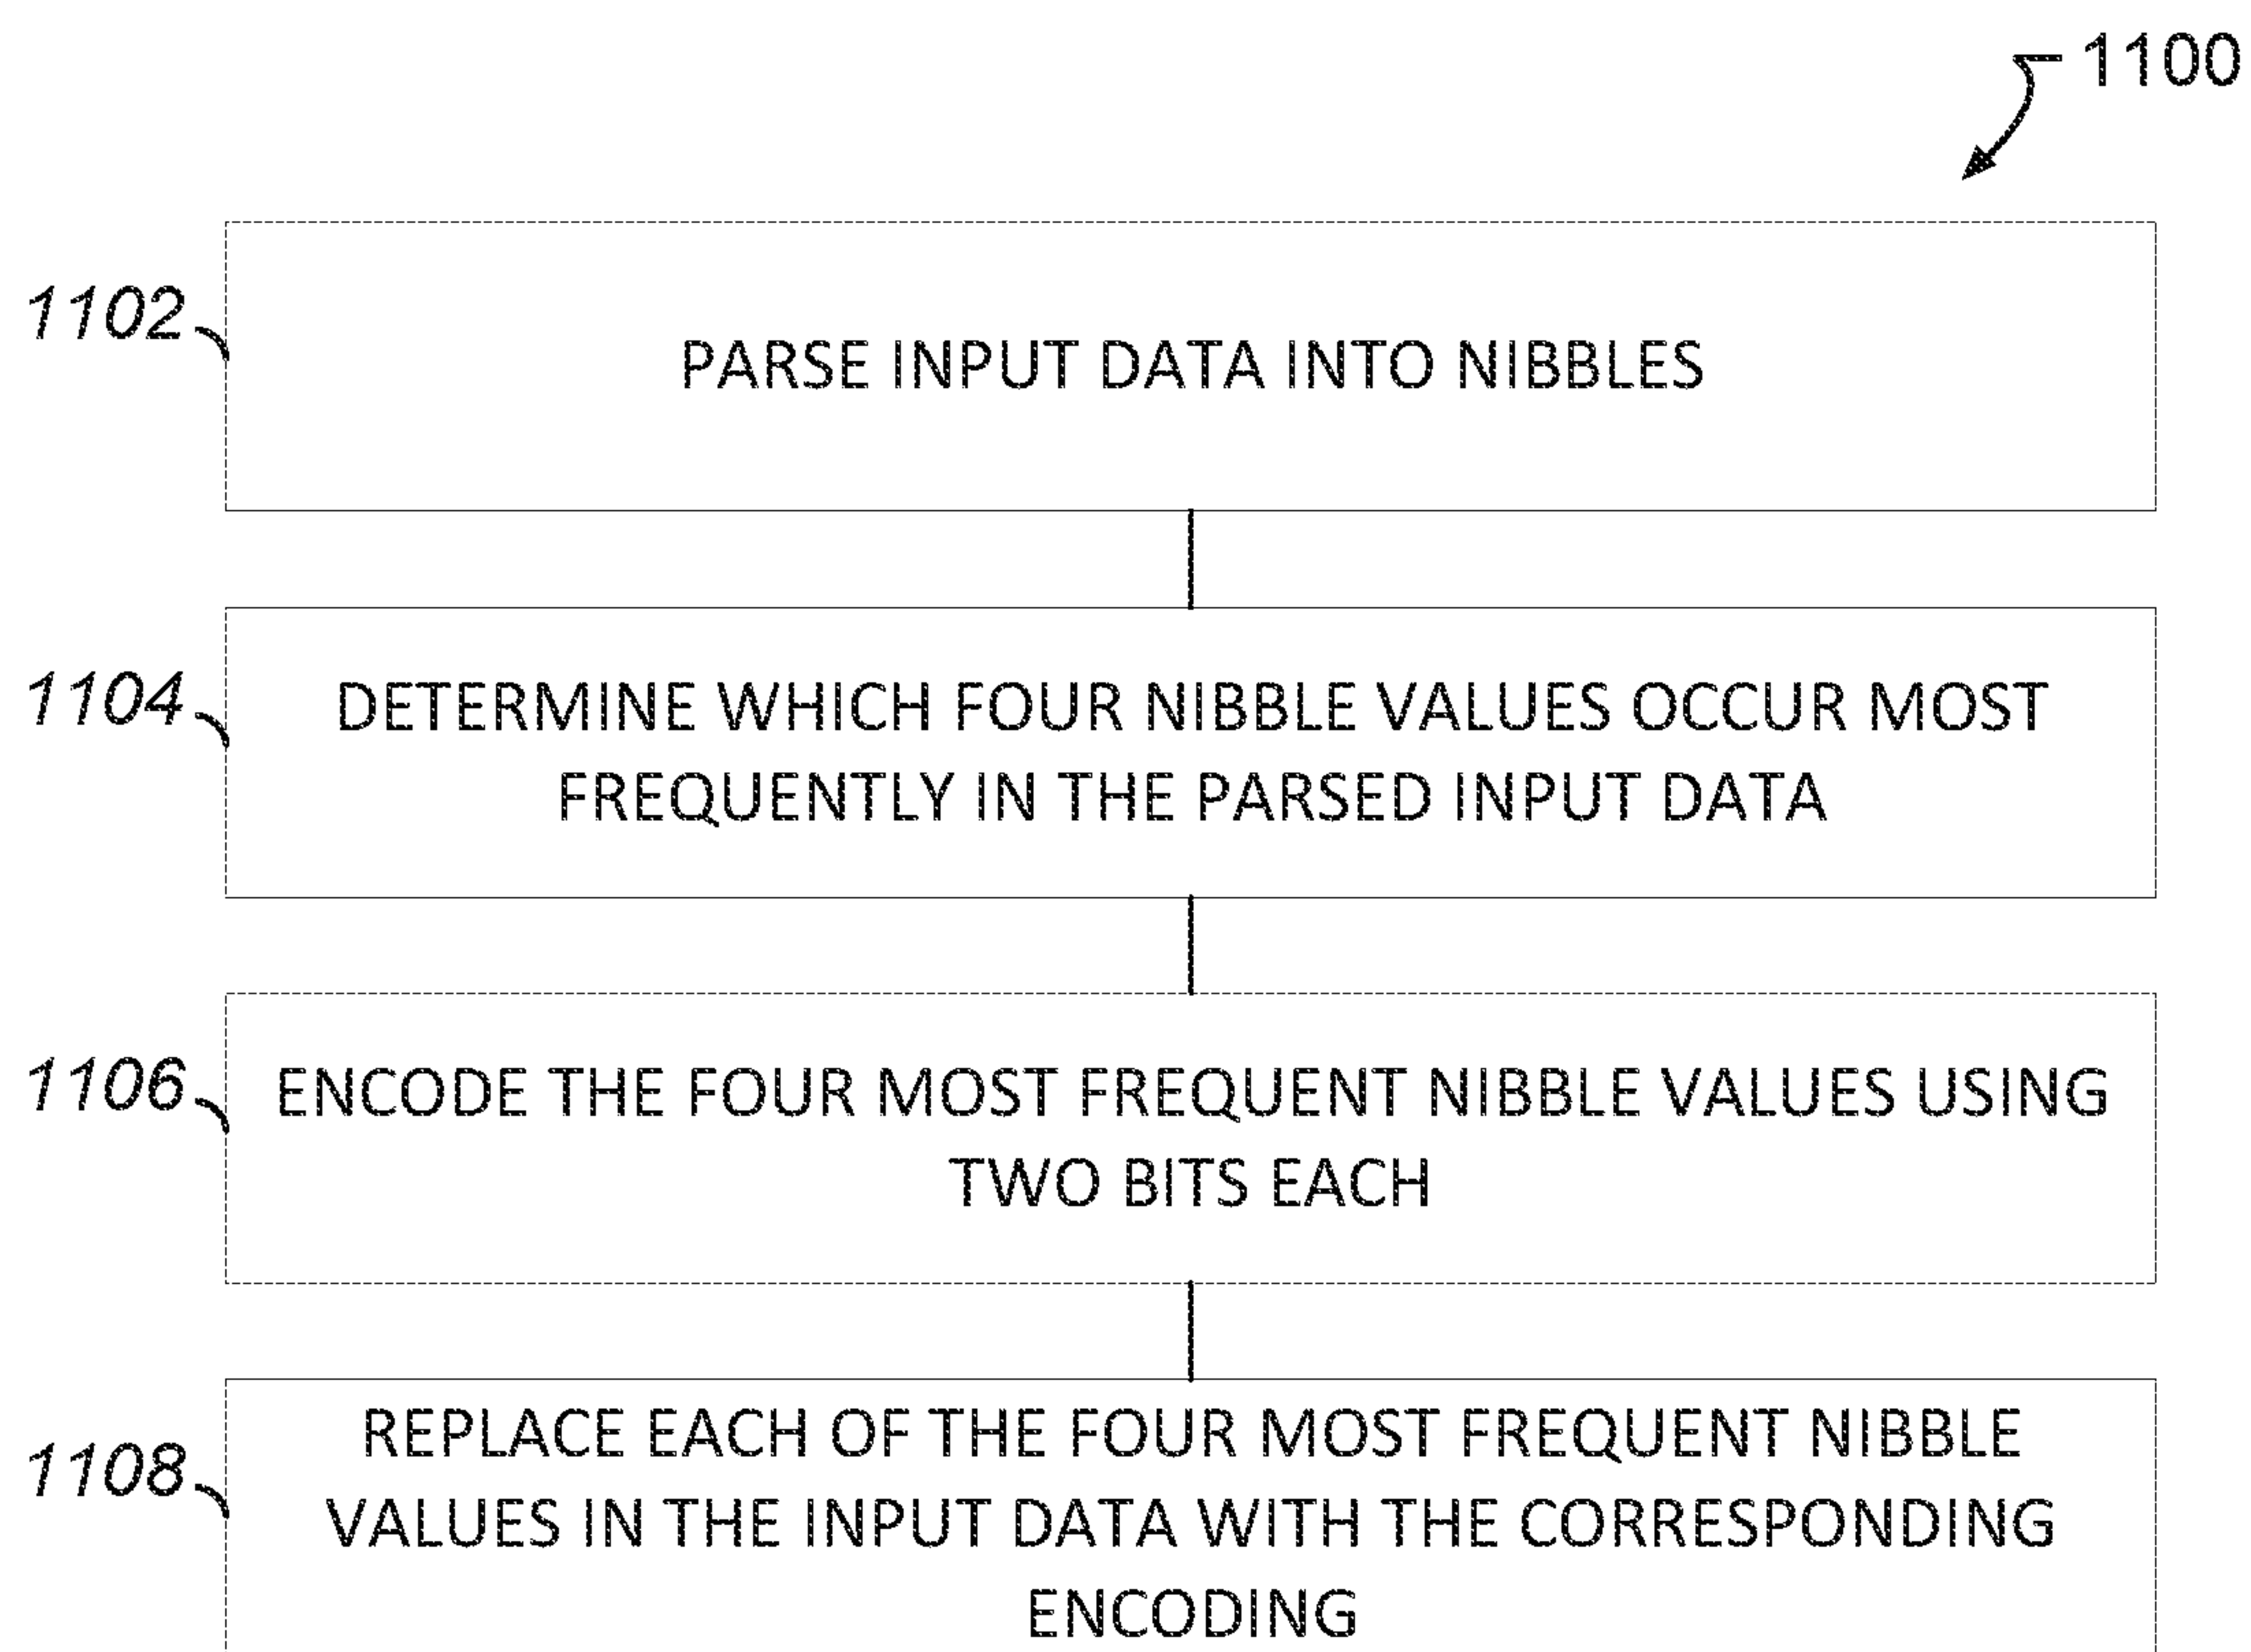 1100
1102
PARSE INPUT DATA INTO NIBBLES
1104
DETERMINE WHICH FOUR NIBBLE VALUES OCCUR MOST
FREQUENTLY IN THE PARSED INPUT DATA
1106
ENCODE THE FOUR MOST FREQUENT NIBBLE VALUES USING
TWO BITS EACH
1108
REPLACE EACH OF THE FOUR MOST FREQUENT NIBBLE
VALUES IN THE INPUT DATA WITH THE CORRESPONDING
ENCODING